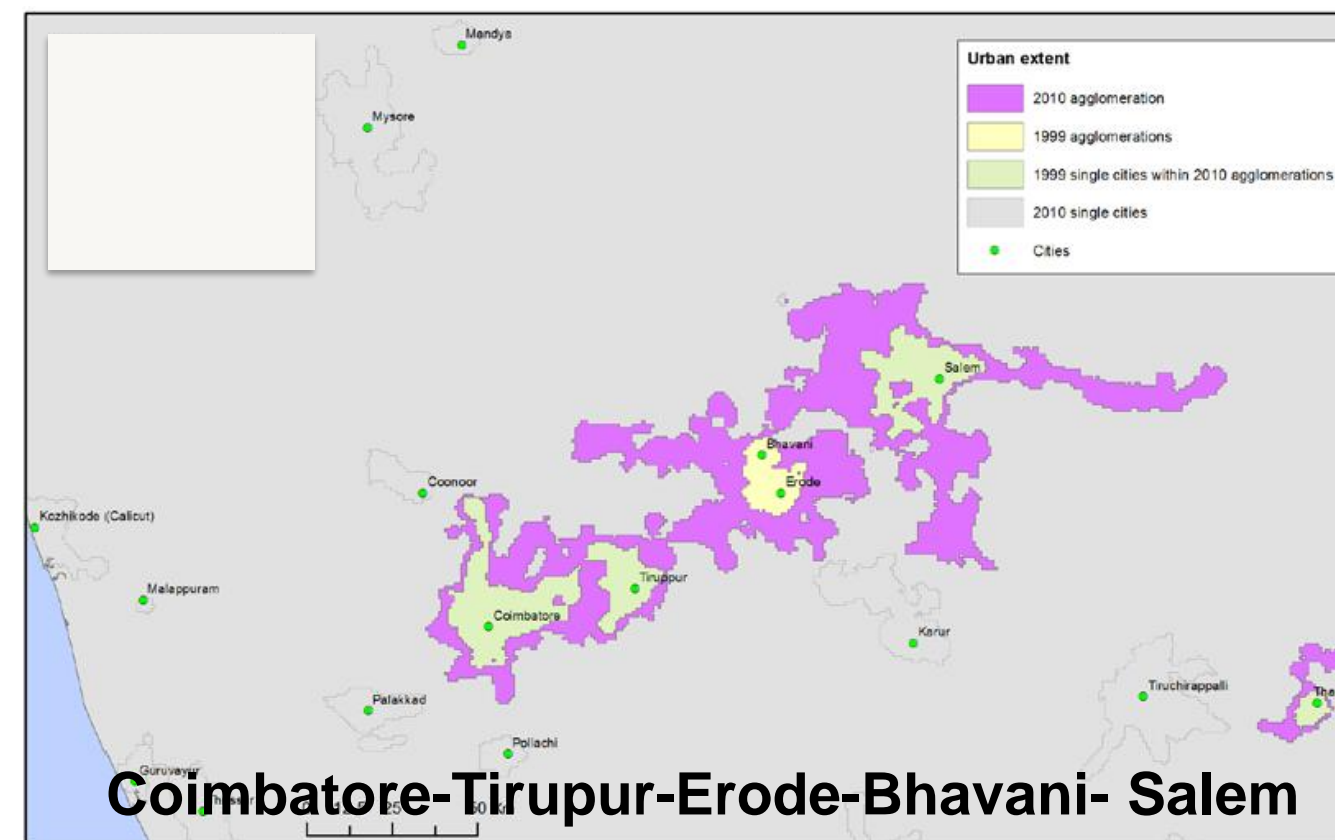 Mandya
Mysore
Urban extent
2010 agglomeration
1999 agglomerations
1999 single cities within 2010 agglomerations
2010 single cities
Cities
Salem
Bhavani
Erode
Coonoor
Kozhikode (Calicut)
Malappuram
Tiruppur
Coimbatore
Karur
Tiruchirappalli
Palakkad
Pollachi
Guruvayur
Coimbatore-Tirupur-Erode-Bhavani- Salem